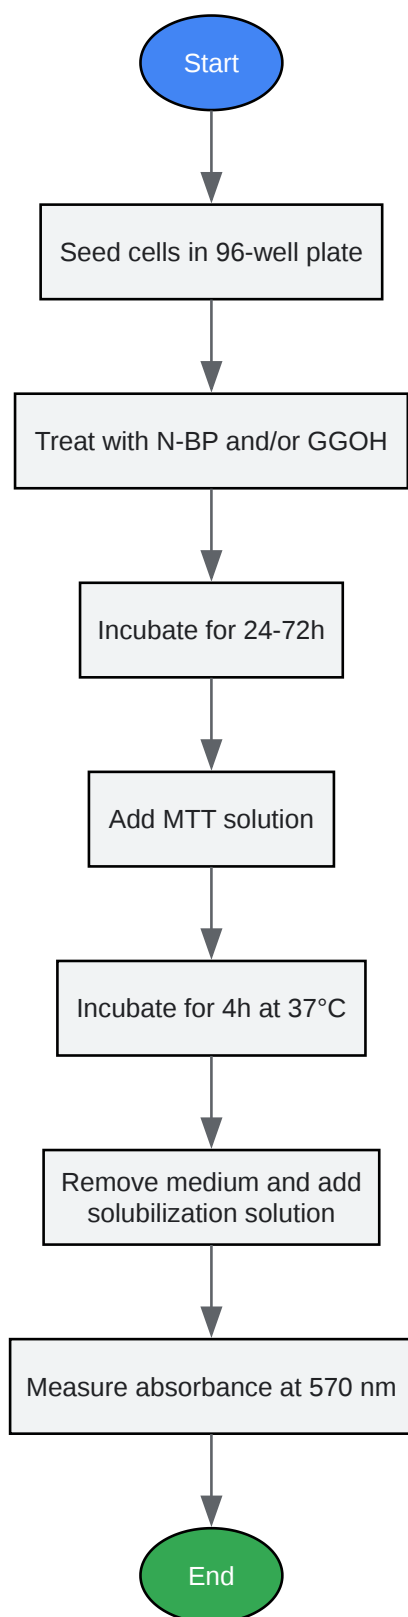 Start
Seed cells in 96-well plate
Treat with N-BP and/or GGOH
Incubate for 24-72h
Add MTT solution
Incubate for 4h at 37°C
Remove medium and add
solubilization solution
Measure absorbance at 570 nm
End